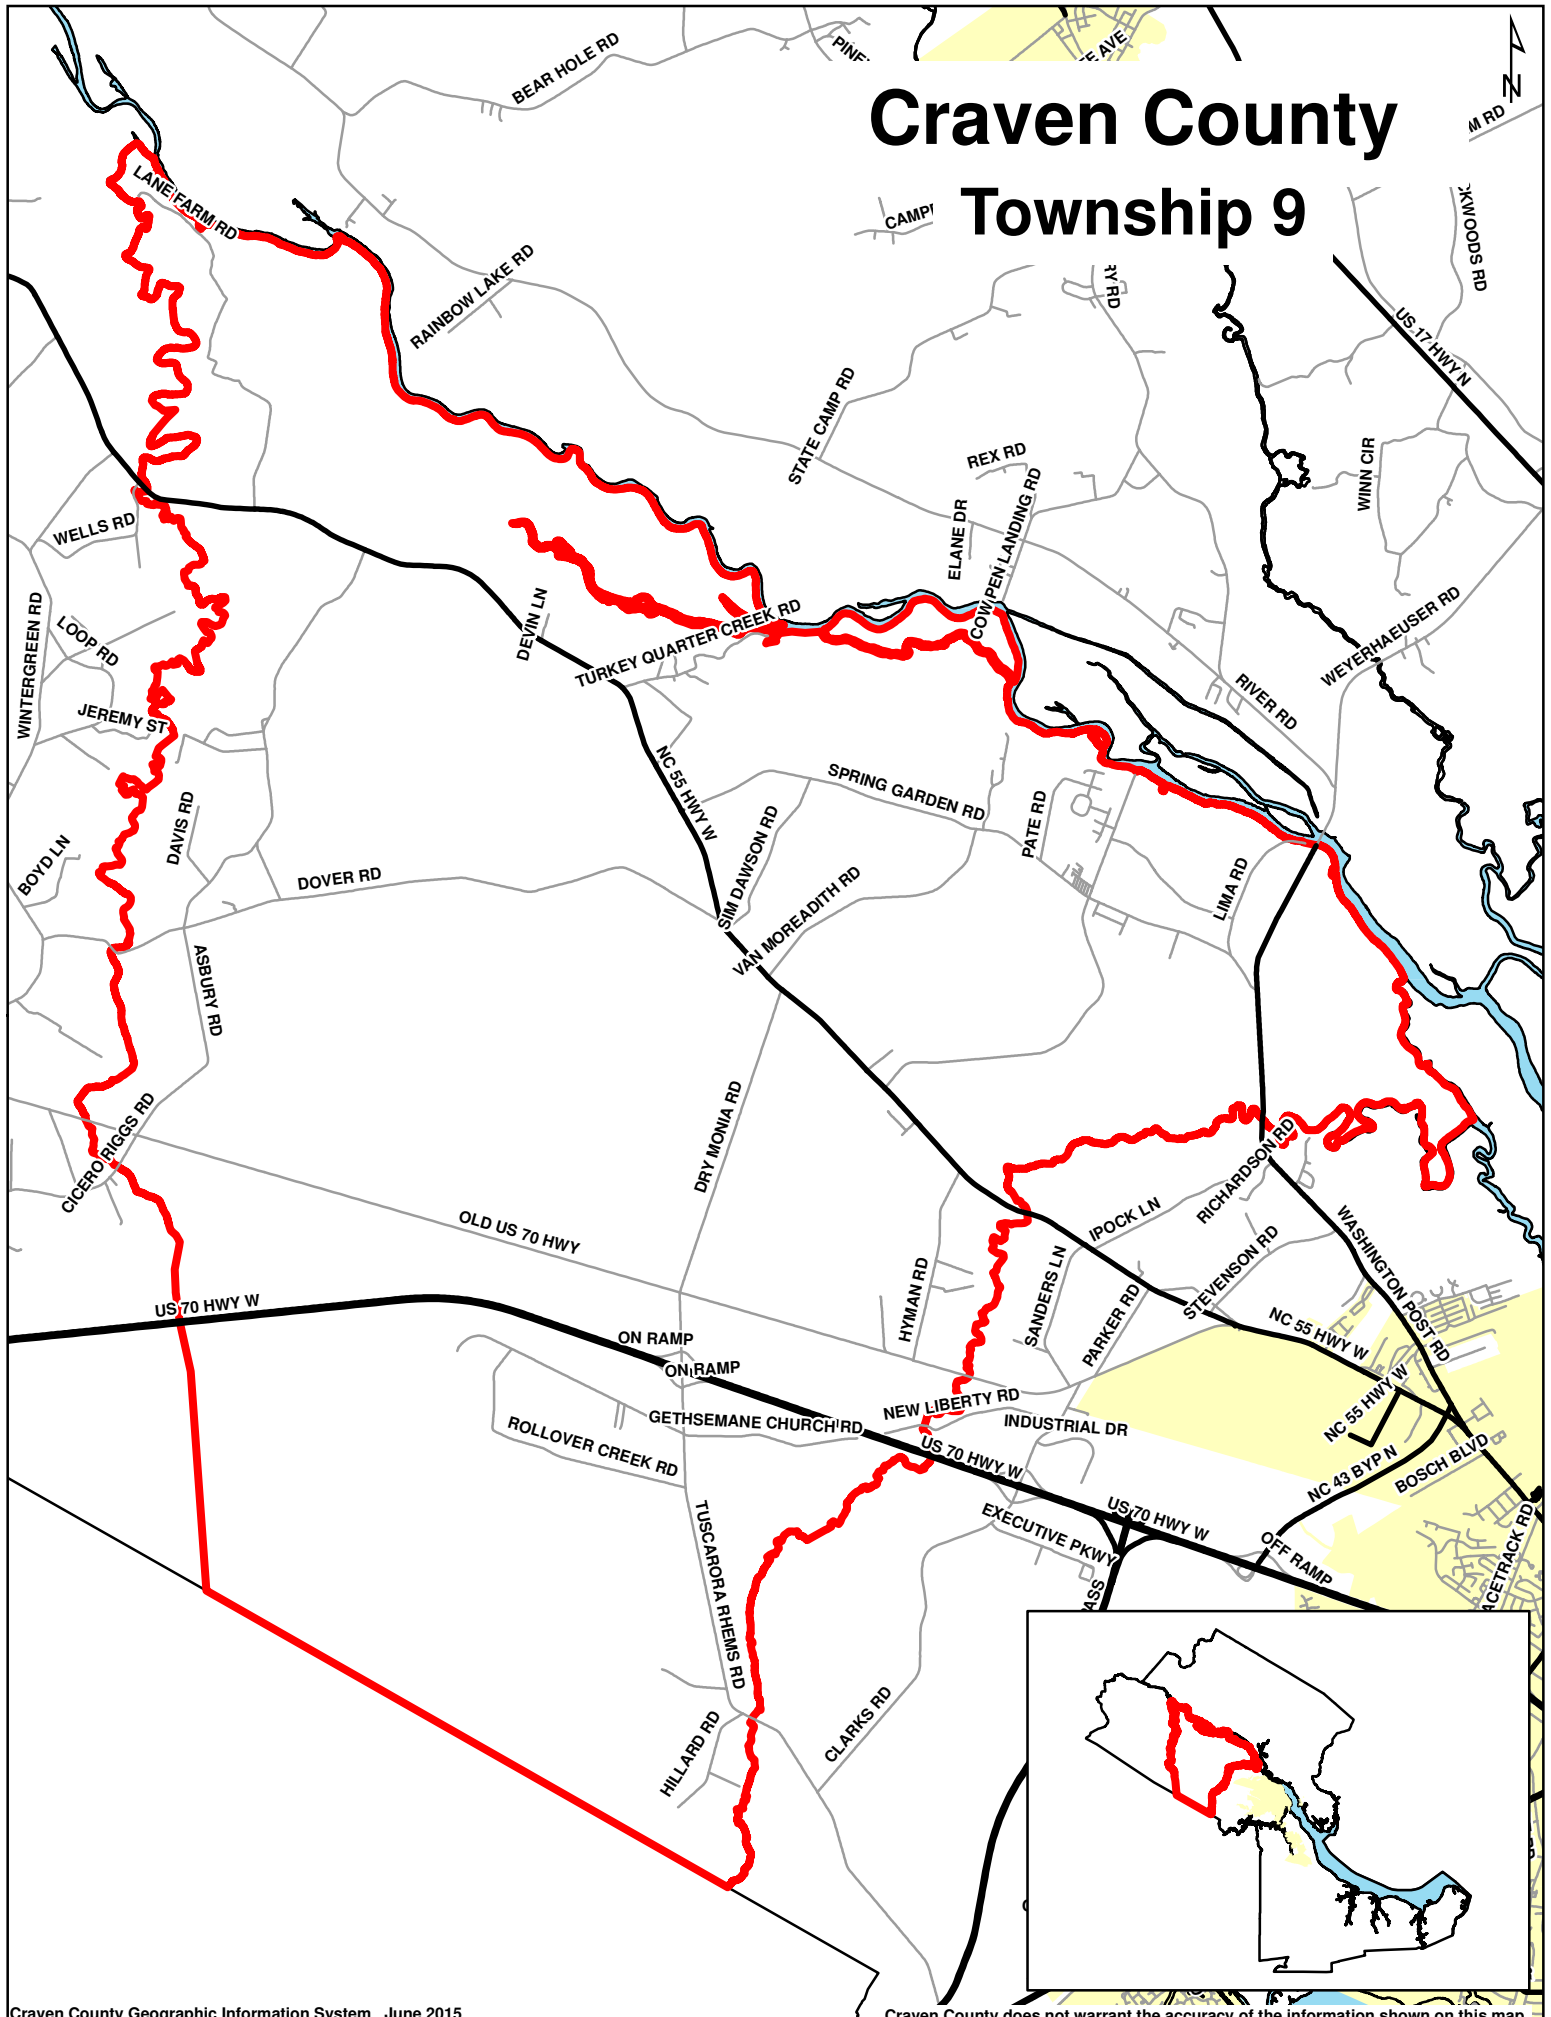 BEAR HOLE RD
Craven County
Township 9
N
M RD
LANE FARM RD
RAINBOW LAKE RD
CKWOODS RD
RY RD
US 17 HWY N
STATE CAMP RD
REX RD
WINN CIR
ELANE DR
COW PEN LANDING RD
WELLS RD
WINTERGREEN RD
LOOP RD
JEREMY ST
DEVIN LN
TURKEY QUARTER CREEK RD
WEYERHAEUSER RD
RIVER RD
NC 55 HWY W
SPRING GARDEN RD
PATE RD
SIM DAWSON RD
DAVIS RD
BOYD LN
DOVER RD
VAN MOREADITH RD
LIMA RD
ASBURY RD
CICERO RIGGS RD
DRY MONIA RD
RICHARDSON RD
IPOCK LN
OLD US 70 HWY
HYMAN RD
SANDERS LN
PARKER RD
STEVENSON RD
WASHINGTON POST RD
US 70 HWY W
ON RAMP
ON RAMP
NC 55 HWY W
NC 55 HWY W
NEW LIBERTY RD
GETHSEMANE CHURCH RD
INDUSTRIAL DR
ROLLOVER CREEK RD
US 70 HWY W
NC 43 BYP N
BOSCH BLVD
EXECUTIVE PKWY
US 70 HWY W
OFF RAMP
ACETRACK RD
ASS
TUSCARORA RHEMS RD
HILLARD RD
CLARKS RD
Craven County Geographic Information System June 2015
Craven County does not warrant the accuracy of the information shown on this map